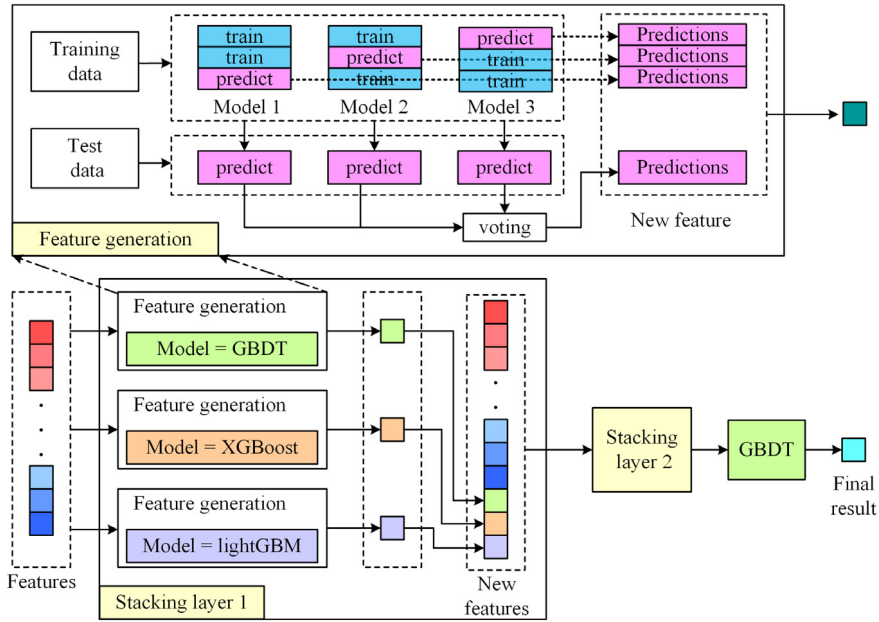 Training
data
train
train
predict
Model 1
train
predict
train
Model 2
predict
train
train
Model 3
Predictions
Predictions
Predictions
Test
data
predict
predict
predict
Predictions
voting
New feature
Feature generation
Feature generation
Model = GBDT
Feature generation
Model = XGBoost
Feature generation
Model = lightGBM
Features
Stacking layer 1
New
features
Stacking
layer 2
GBDT
Final
result